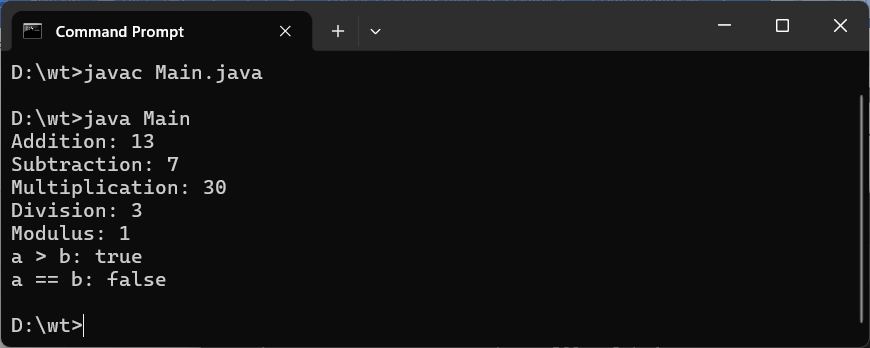 Command Prompt
D:\wt>javac Main.java
D:\wt>java Main
Addition: 13
Subtraction: 7
Multiplication: 30
Division: 3
Modulus: 1
a > b: true
a == b: false
D:\wt>